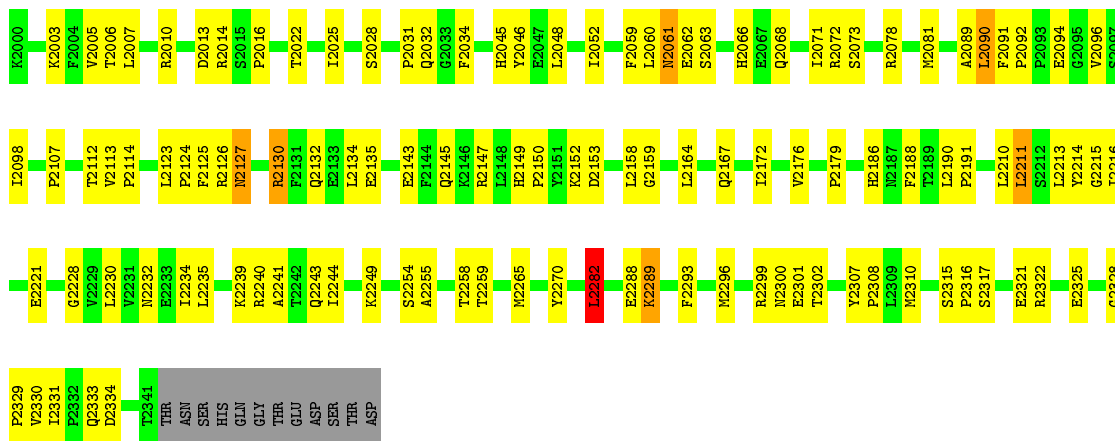 K2000 K2003 F2004 V2005 T2006 L2007 R2010 D2013 R2014 S2015 P2016 T2022 I2025 S2028 P2031 Q2032 G2033 F2034 H2045 Y2046 E2047 L2048 I2052 F2059 L2060 N2061 E2062 S2063 H2066 E2067 Q2068 I2071 R2072 S2073 R2078 M2081 A2089 L2090 F2091 P2092 P2093 E2094 G2095 V2096 S2097
I2098 P2107 T2112 V2113 P2114 L2123 P2124 F2125 R2126 N2127 R2130 F2131 Q2132 E2133 L2134 E2135 E2143 F2144 Q2145 K2146 R2147 L2148 H2149 P2150 Y2151 K2152 D2153 L2158 G2159 L2164 Q2167 I2172 V2176 P2179 H2186 N2187 F2188 T2189 L2190 P2191 L2210 L2211 S2212 L2213 Y2214 G2215 I2216
E2221 G2228 V2229 L2230 V2231 N2232 E2233 I2234 L2235 K2239 R2240 A2241 T2242 Q2243 I2244 K2249 S2254 A2255 T2258 T2259 M2265 Y2270 L2282 E2288 K2289 F2293 M2296 R2299 N2300 E2301 T2302 Y2307 P2308 L2309 M2310 S2315 P2316 S2317 E2321 R2322 E2325 G2328
P2329 V2330 I2331 P2332 Q2333 D2334 T2341 THR ASN SER HIS GLN GLY THR GLU ASP SER THR ASP